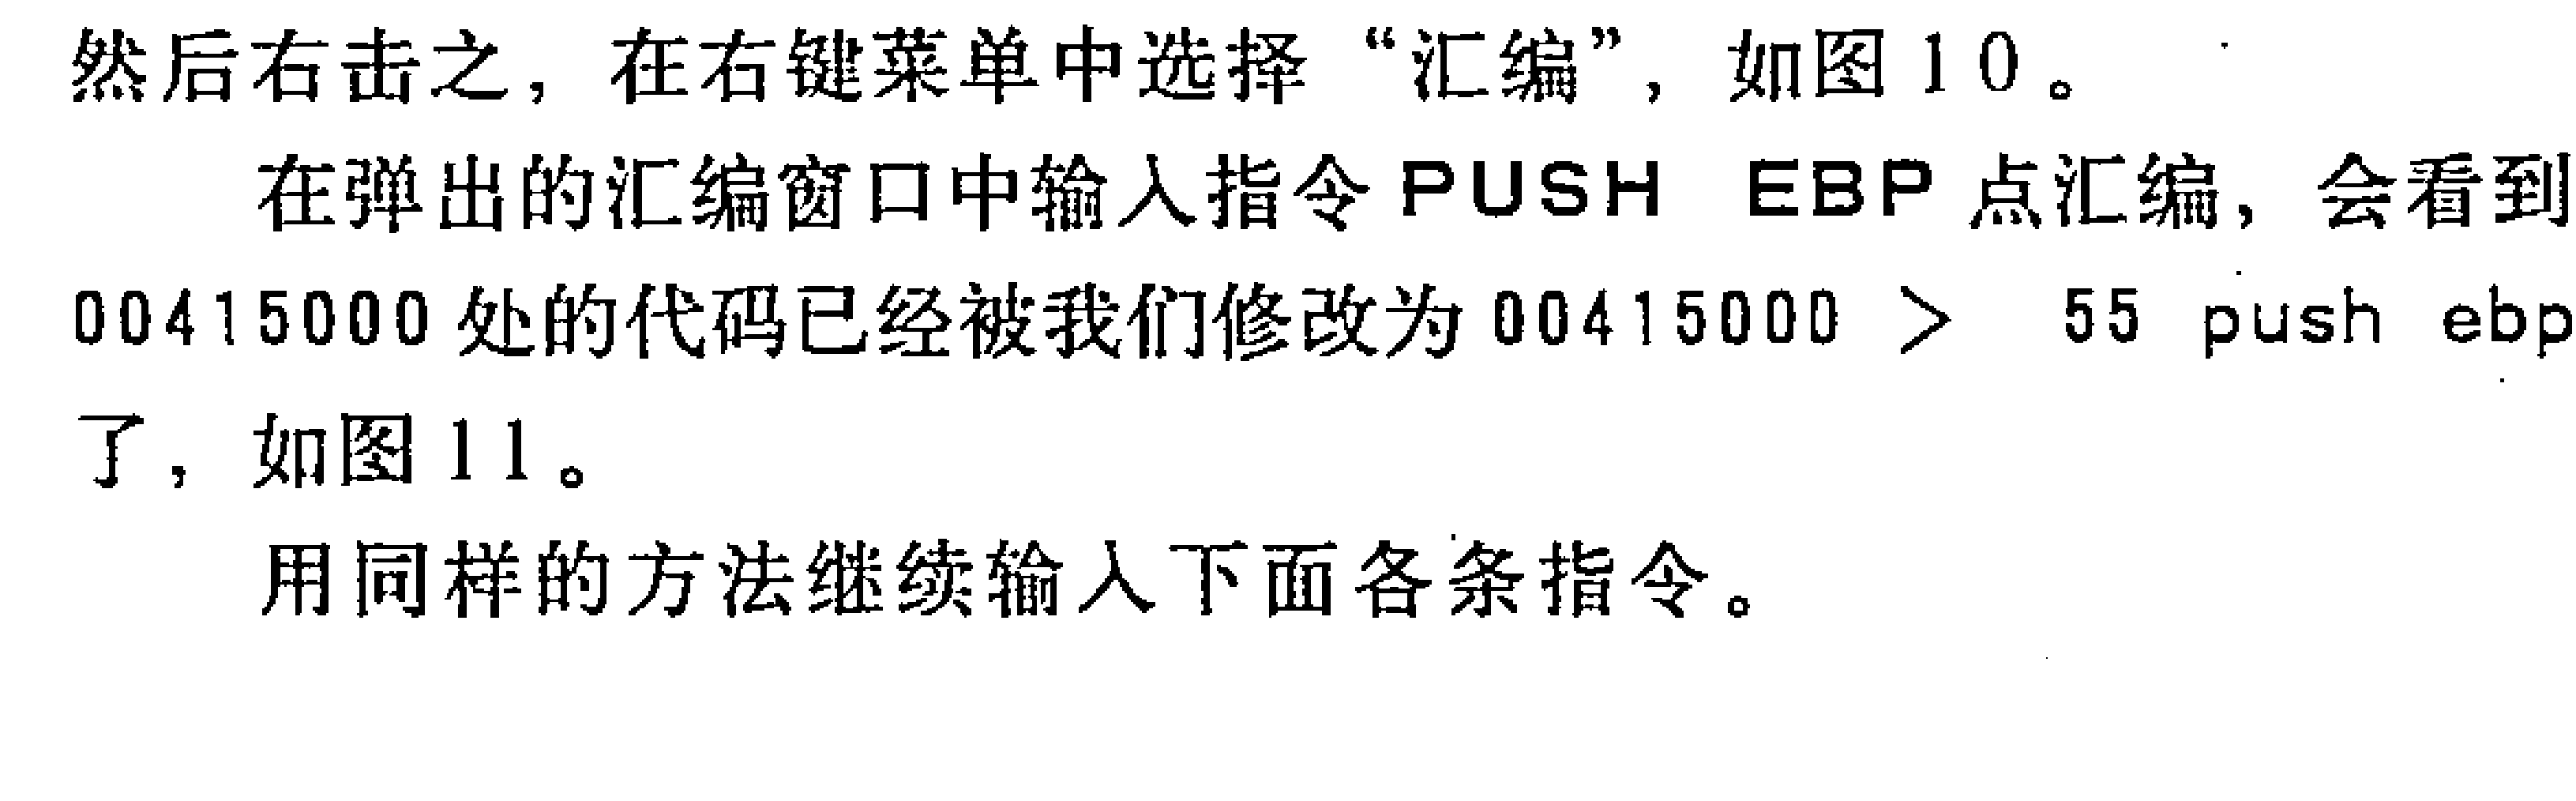 然后右击之，在右键菜单中选择“汇编”，如图10。
在弹出的汇编窗口中输入指令PUSH EBP点汇编，会看到
00415000处的代码已经被我们修改为00415000 > 55 push ebp
了，如图11。
用同样的方法继续输入下面各条指令。